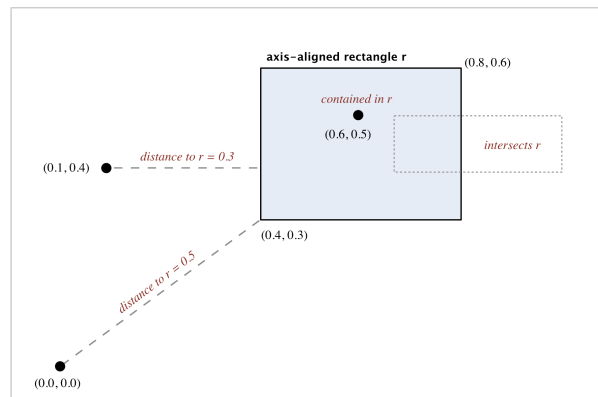 axis-aligned rectangle r
(0.8, 0.6)
contained in r
(0.6, 0.5)
intersects r
distance to r = 0.3
(0.1, 0.4)
(0.4, 0.3)
distance to r = 0.5
(0.0, 0.0)